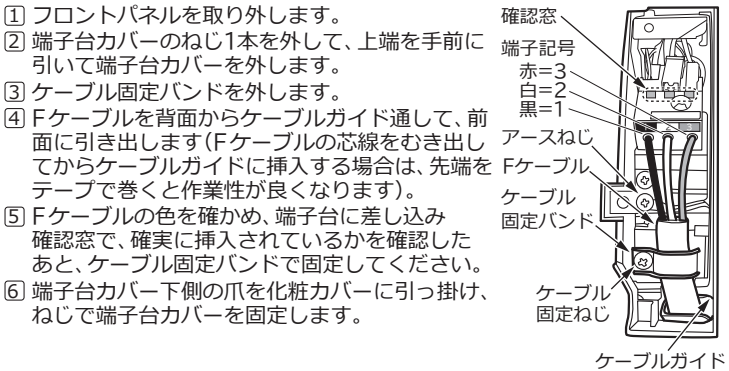 1 フロントパネルを取り外します。
2 端子台カバーのねじ1本を外して、上端を手前に
引いて端子台カバーを外します。
3 ケーブル固定バンドを外します。
4 Fケーブルを背面からケーブルガイド通して、前
面に引き出します(Fケーブルの芯線をむき出し
てからケーブルガイドに挿入する場合は、先端を
テープで巻くと作業性が良くなります)。
5 Fケーブルの色を確かめ、端子台に差し込み
確認窓で、確実に挿入されているかを確認した
あと、ケーブル固定バンドで固定してください。
6 端子台カバー下側の爪を化粧カバーに引っ掛け、
ねじで端子台カバーを固定します。
確認窓
端子記号
赤=3
白=2
黒=1
アースねじ
Fケーブル
ケーブル
固定バンド
ケーブル
固定ねじ
ケーブルガイド